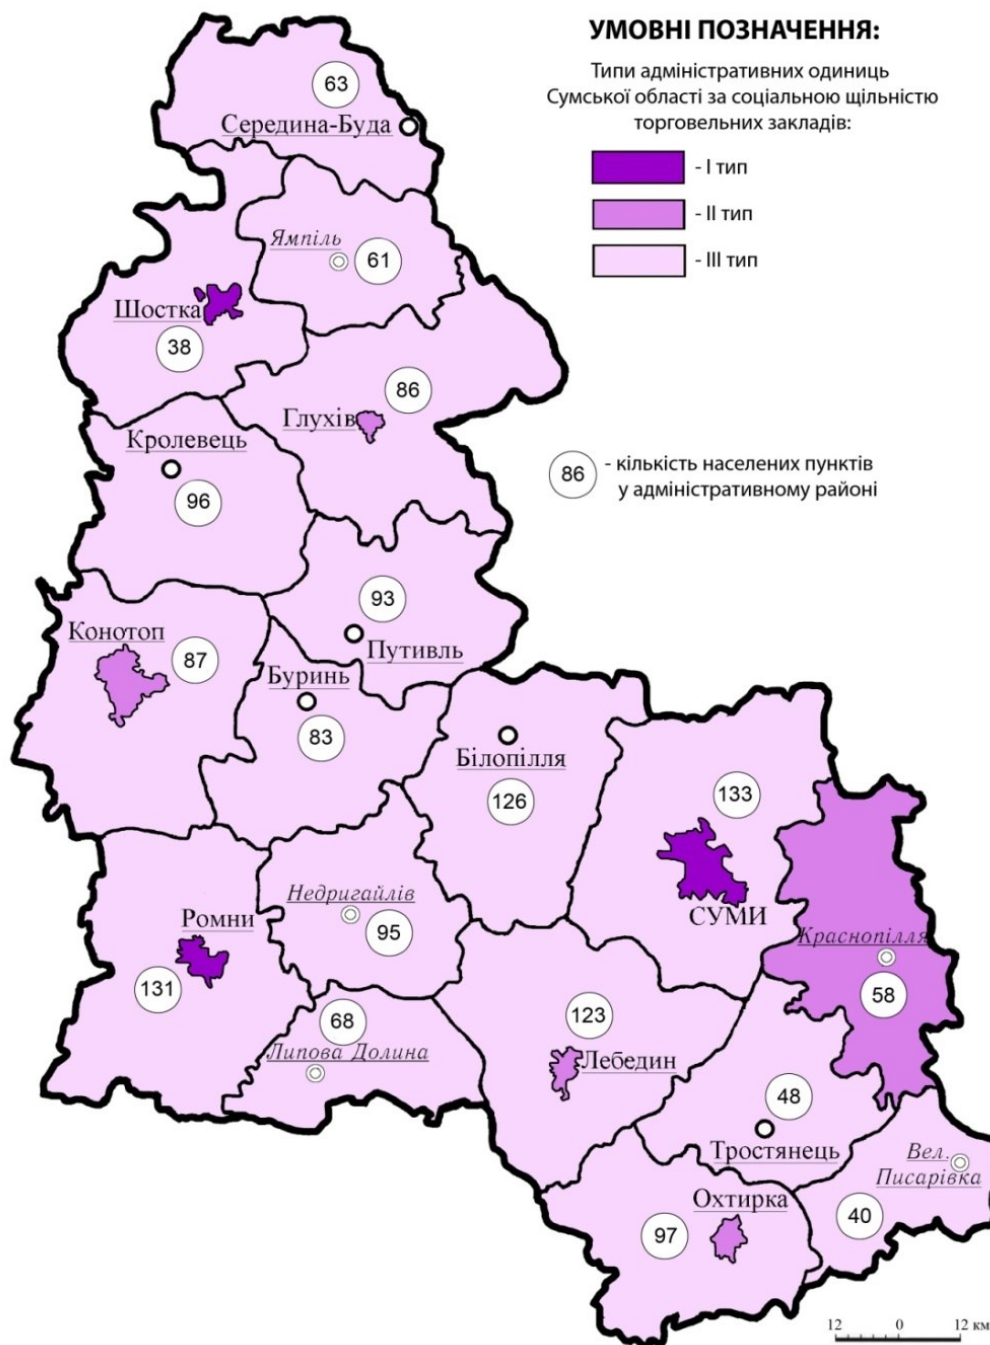 УМОВНІ ПОЗНАЧЕННЯ:
Типи адміністративних одиниць
Сумської області за соціальною щільністю
торговельних закладів:
- І тип
- ІІ тип
- ІІІ тип
86
- кількість населених пунктів
у адміністративному районі
63
Середина-Буда
Ямпіль
61
Шостка
38
86
Глухів
Кролевець
96
93
Путивль
Конотоп
87
Буринь
83
Білопілля
126
133
СУМИ
Краснопілля
58
Недригайлів
95
Ромни
131
68
Липова Долина
123
Лебедин
48
Тростянець
Вел.
Писарівка
40
Охтирка
97
12 0 12 км